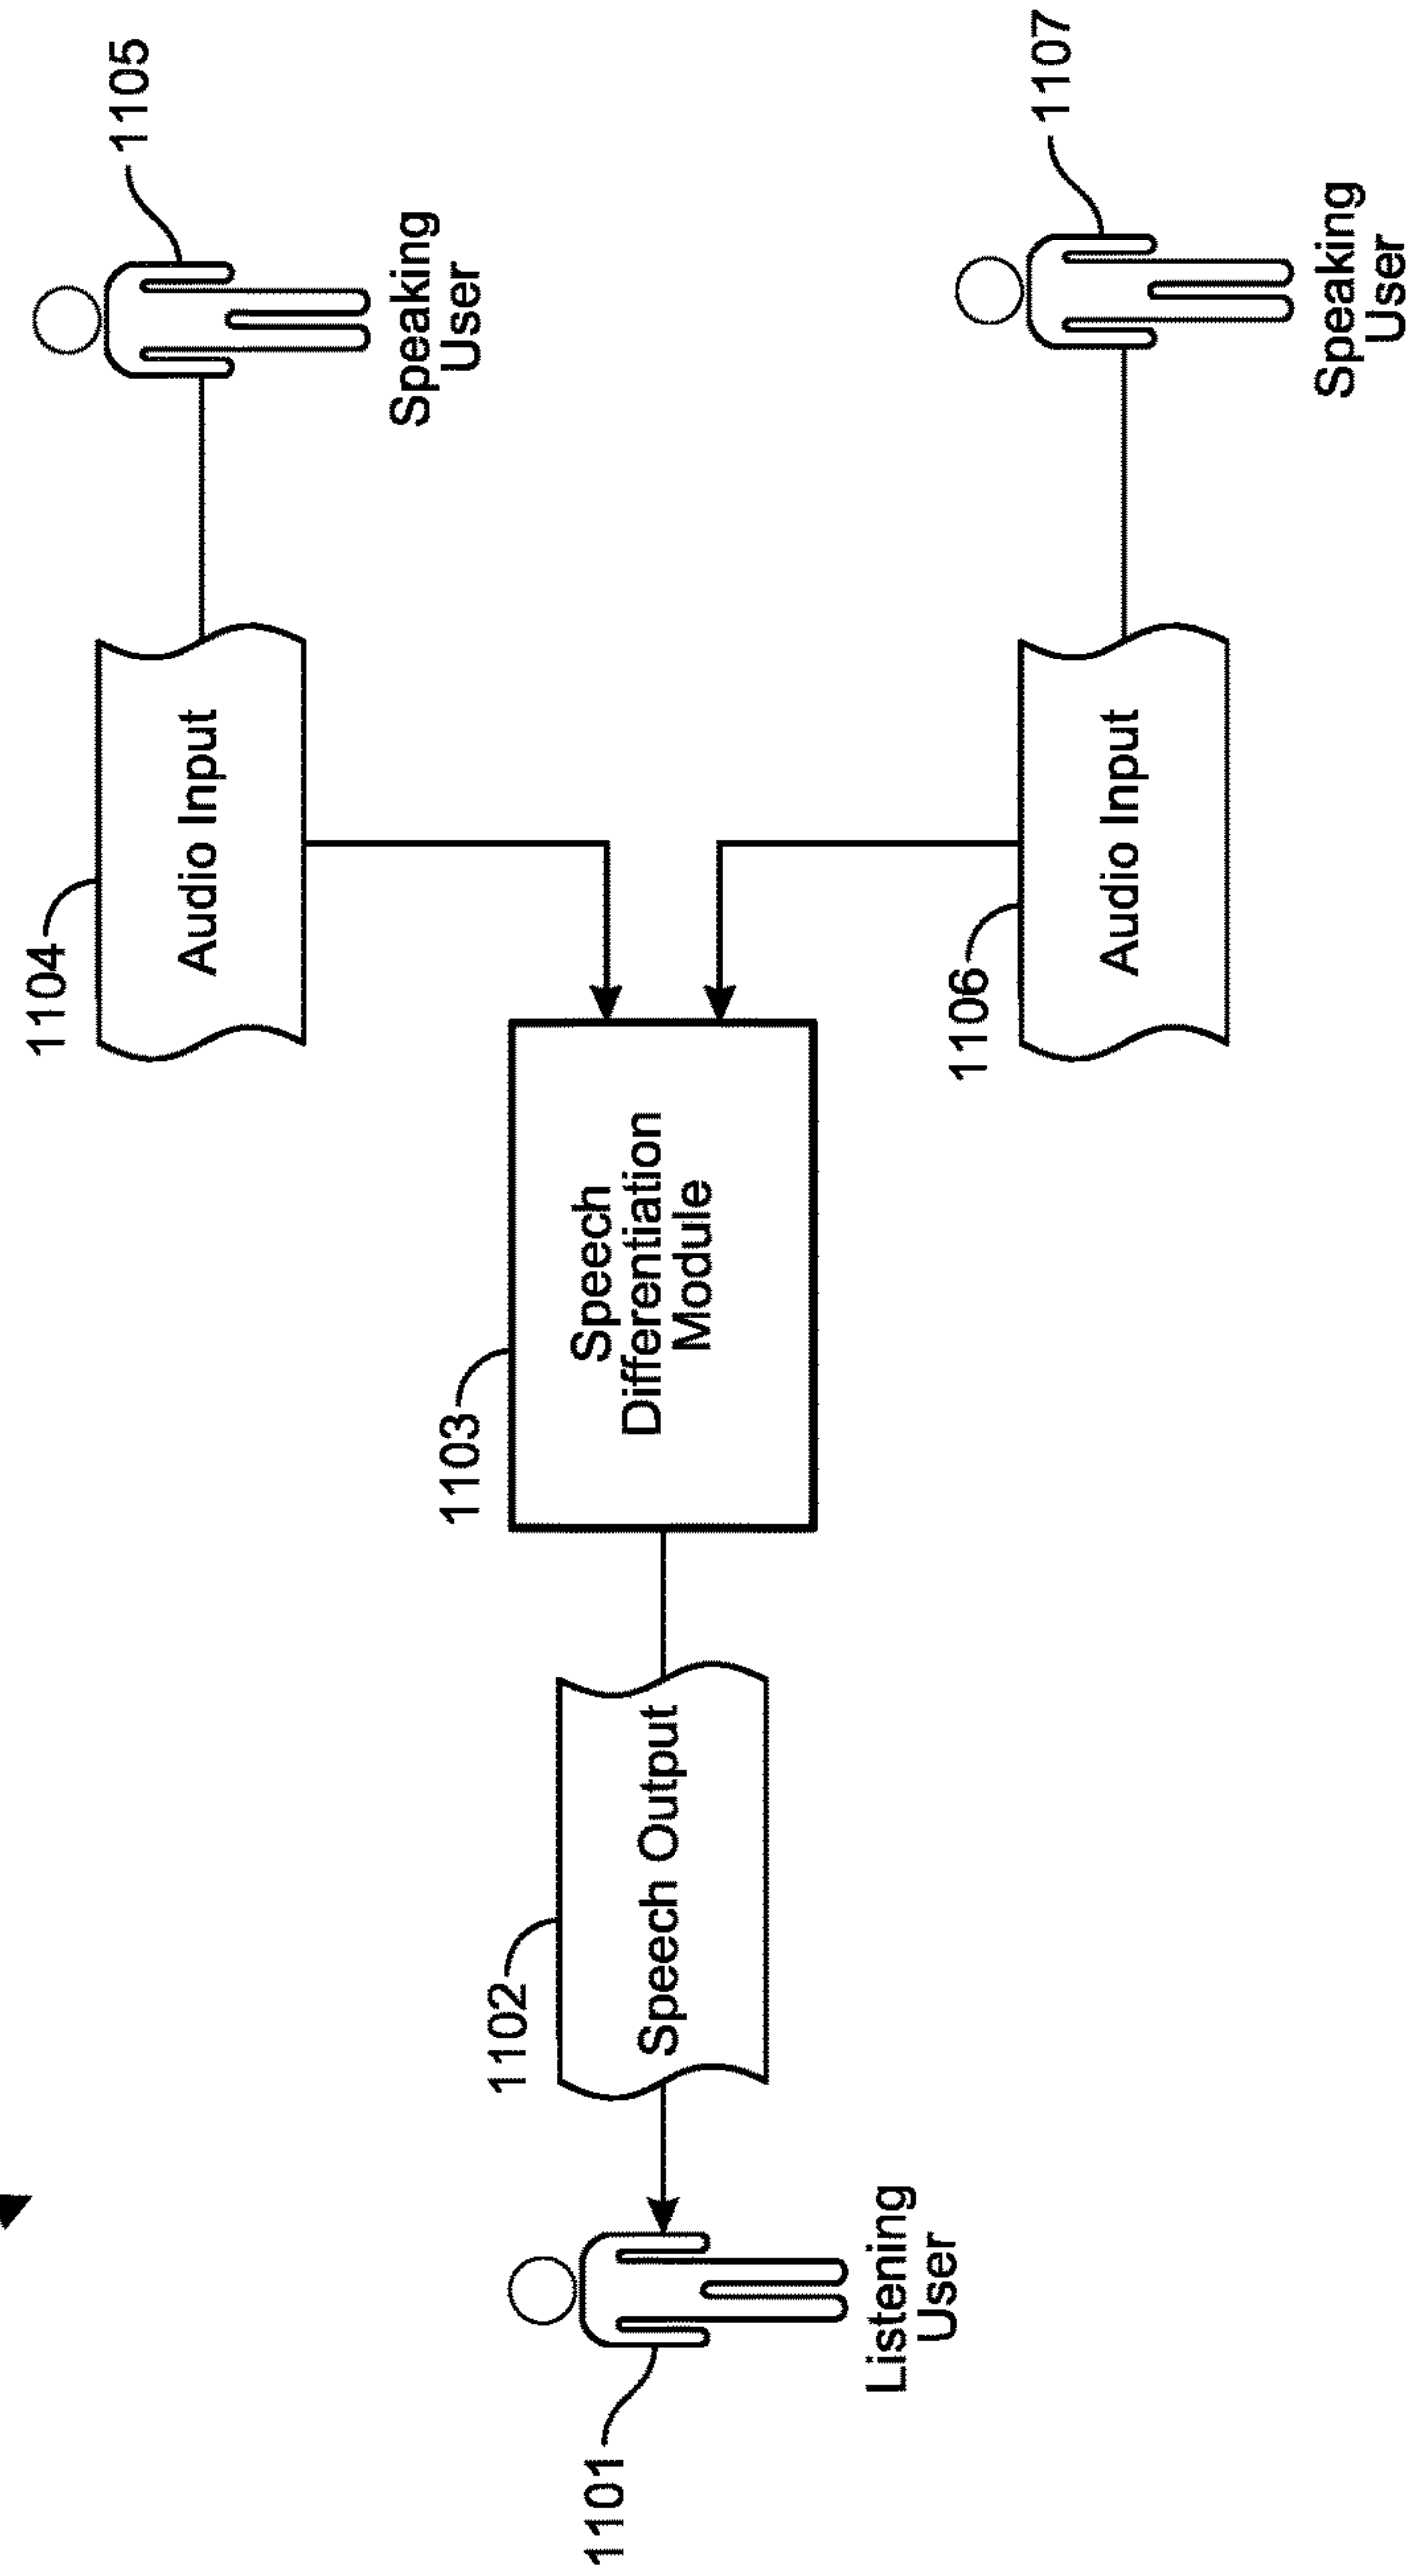 1105
Speaking
User
1104
Audio Input
1103
Speech
Differentiation
Module
1102
Speech Output
1101
Listening
User
1106
Audio Input
1107
Speaking
User